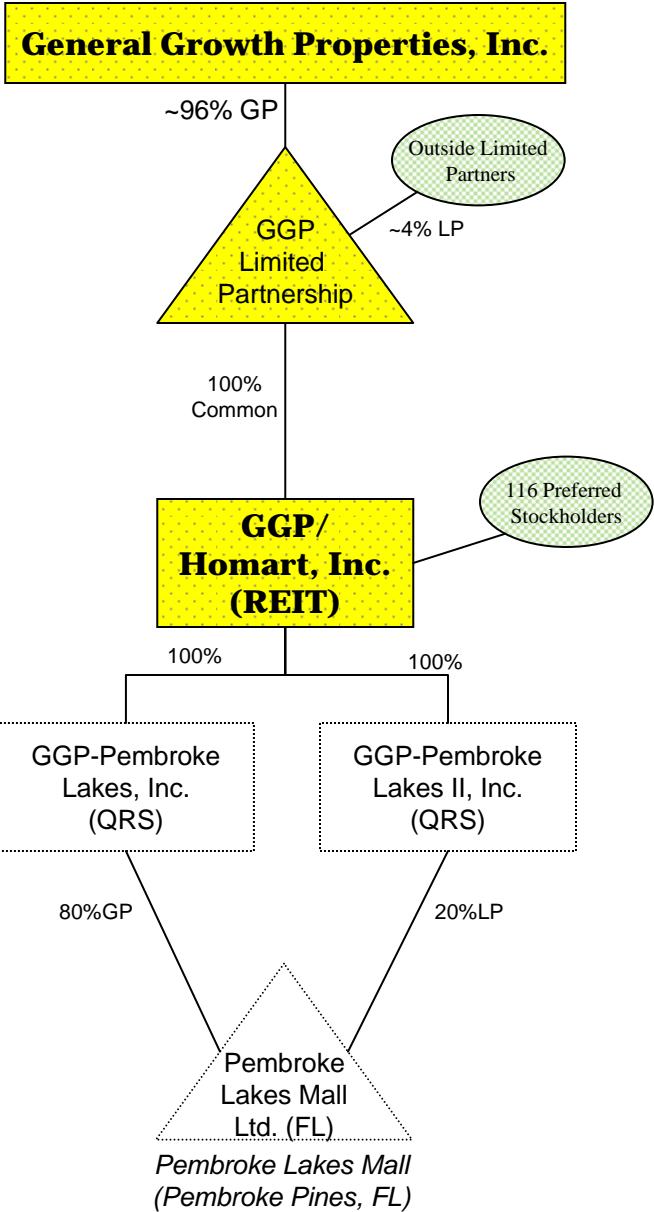 General Growth Properties, Inc.
~96% GP
Outside Limited
Partners
~4% LP
GGP
Limited
Partnership
100%
Common
116 Preferred
Stockholders
GGP/
Homart, Inc.
(REIT)
100%
100%
GGP-Pembroke
Lakes, Inc.
(QRS)
GGP-Pembroke
Lakes II, Inc.
(QRS)
80%GP
20%LP
Pembroke
Lakes Mall
Ltd. (FL)
Pembroke Lakes Mall
(Pembroke Pines, FL)